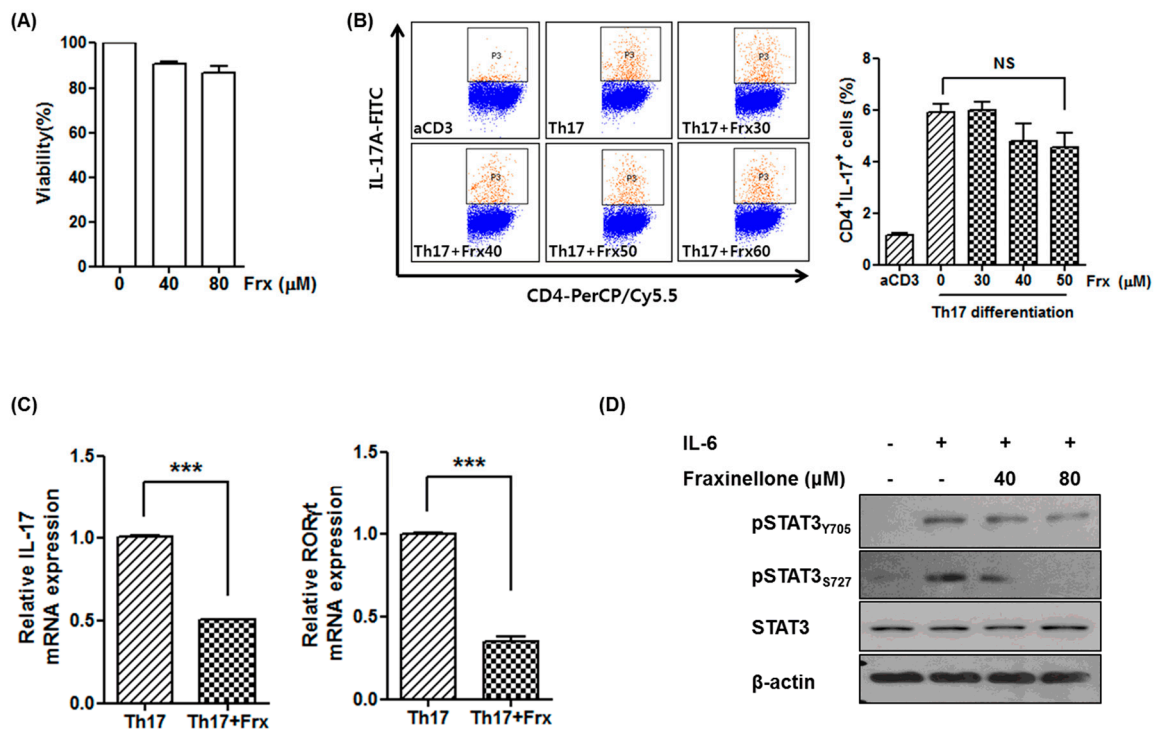 (A)
100
80
60
40
20
0
Viability(%)
0 40 80 Frx (μM)
(B)
IL-17A-FITC
P3
aCD3
P3
Th17
P3
Th17+Frx30
P3
Th17+Frx40
P3
Th17+Frx50
P3
Th17+Frx60
CD4-PerCP/Cy5.5
CD4+IL-17+ cells (%)
8
6
4
2
0
NS
aCD3 0 30 40 50 Frx (μM)
Th17 differentiation
(C)
Relative IL-17
mRNA expression
1.5
1.0
0.5
0.0
***
Th17 Th17+Frx
Relative RORγt
mRNA expression
1.5
1.0
0.5
0.0
***
Th17 Th17+Frx
(D)
IL-6 - + + +
Fraxinellone (μM) - - 40 80
pSTAT3Y705
pSTAT3S727
STAT3
β-actin